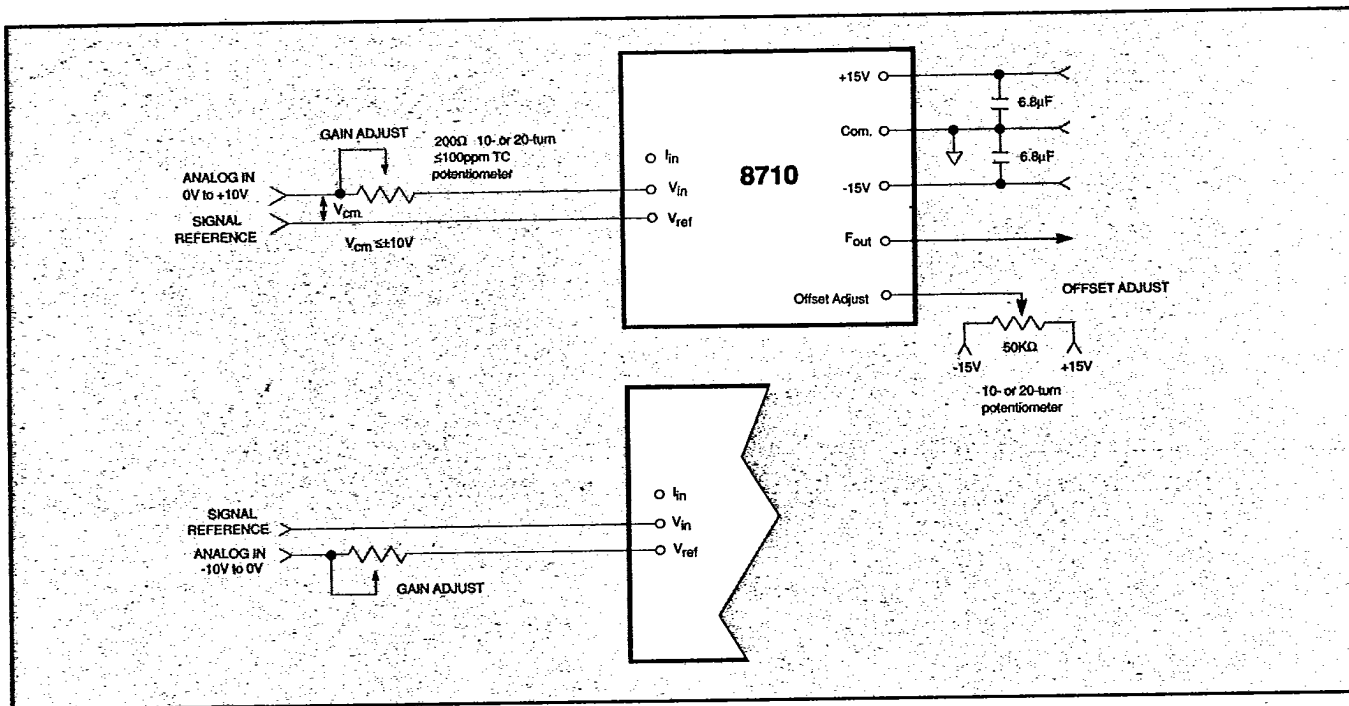 GAIN ADJUST
200Ω 10- or 20-turn
≤100ppm TC
potentiometer
ANALOG IN
0V to +10V
SIGNAL
REFERENCE
Vcm
Vcm ≤±10V
Iin
Vin
Vref
8710
+15V
Com.
-15V
Fout
Offset Adjust
6.8µF
6.8µF
OFFSET ADJUST
50KΩ
-15V
+15V
10- or 20-turn
potentiometer
SIGNAL
REFERENCE
ANALOG IN
-10V to 0V
GAIN ADJUST
Iin
Vin
Vref